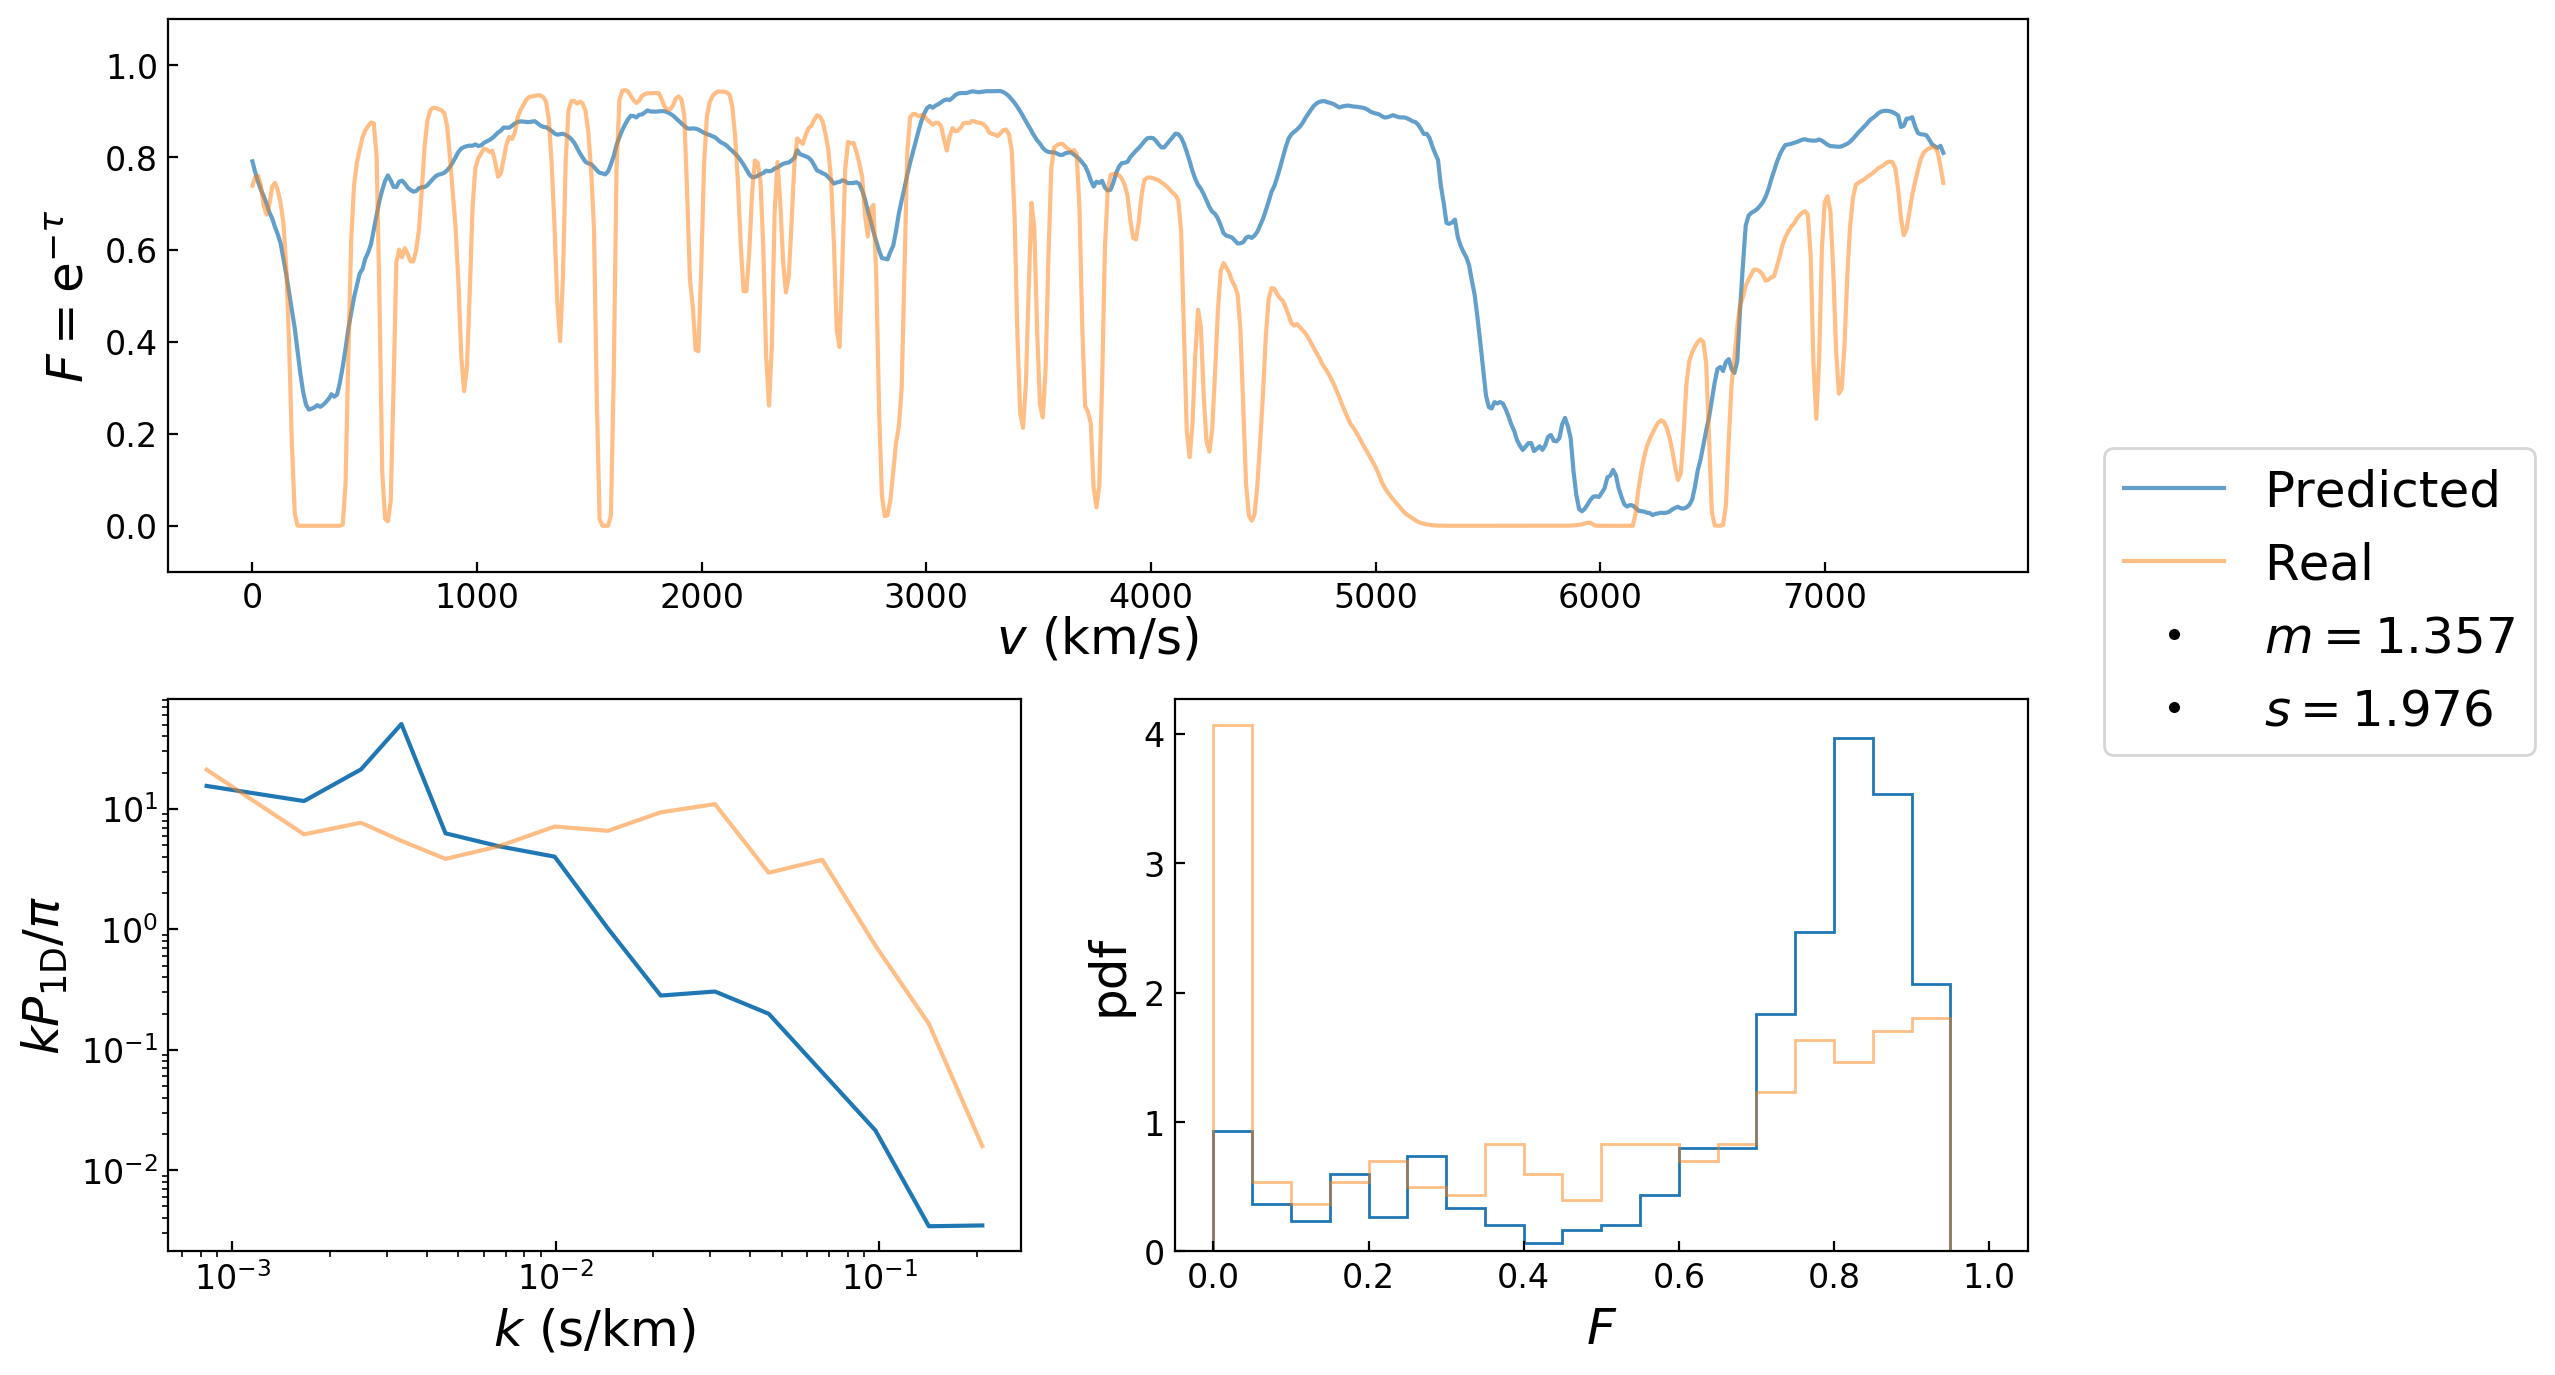 1.0
0.8
0.6
0.4
0.2
0.0
F = e^{−τ}
0 1000 2000 3000 4000 5000 6000 7000
v (km/s)
Predicted
Real
m = 1.357
s = 1.976
10^1
10^0
10^{−1}
10^{−2}
kP_{1D}/π
10^{−3} 10^{−2} 10^{−1}
k (s/km)
4
3
2
1
0
pdf
0.0 0.2 0.4 0.6 0.8 1.0
F